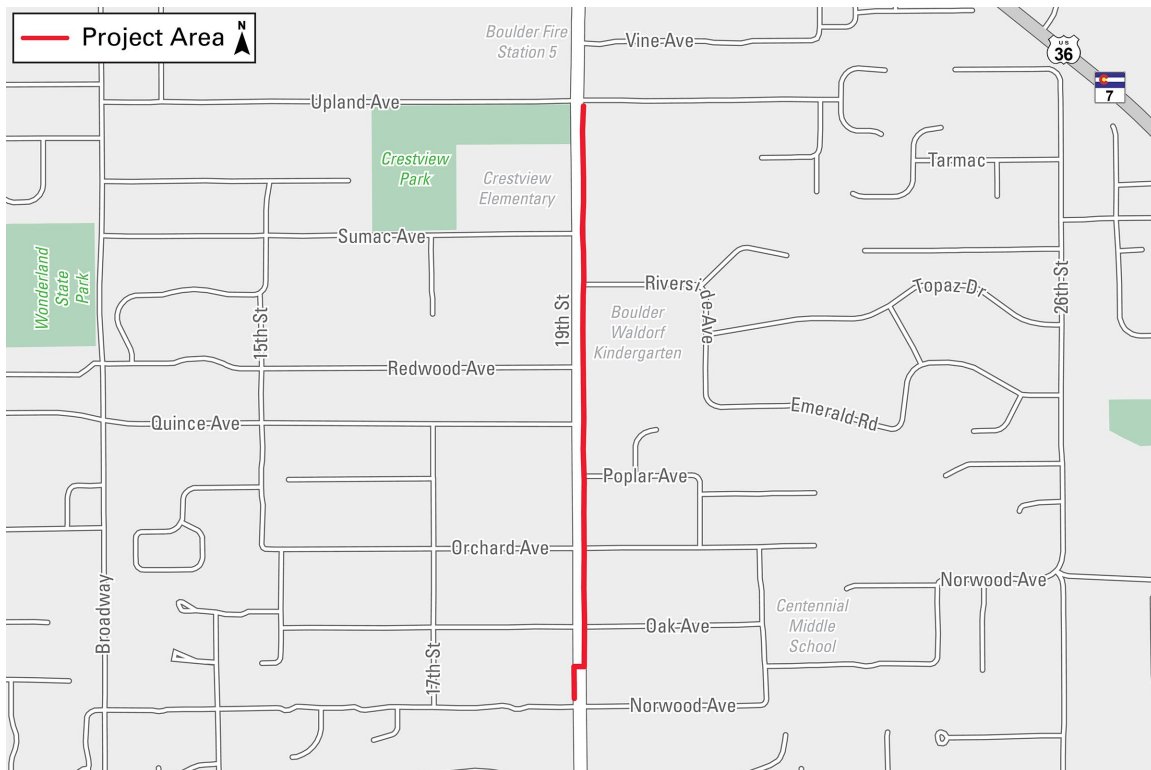 Project Area
N
Boulder Fire
Station 5
Vine Ave
US
36
7
Upland Ave
Crestview
Park
Crestview
Elementary
Tarmac
Sumac Ave
Wonderland
State
Park
15th St
19th St
Riversidie Ave
Boulder
Waldorf
Kindergarten
Topaz Dr
26th St
Redwood Ave
Emerald Rd
Quince Ave
Poplar Ave
Orchard Ave
Norwood Ave
Broadway
Oak Ave
Centennial
Middle
School
17th St
Norwood Ave